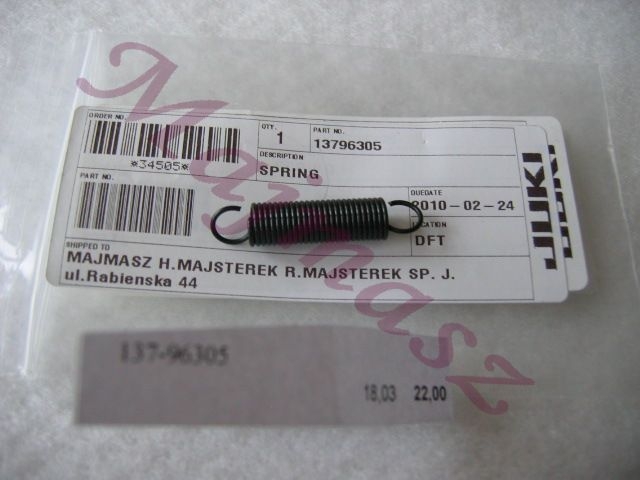 Majmasz
ORDER NO.
*34505*
QTY.
1
PART NO.
13796305
DESCRIPTION
SPRING
PART NO.
DUEDATE
2010-02-24
DFT
SHIPPED TO
MAJMASZ H.MAJSTEREK R.MAJSTEREK SP. J.
ul.Rabienska 44
JUKI
JUKI
137-96305
18,03 22,00